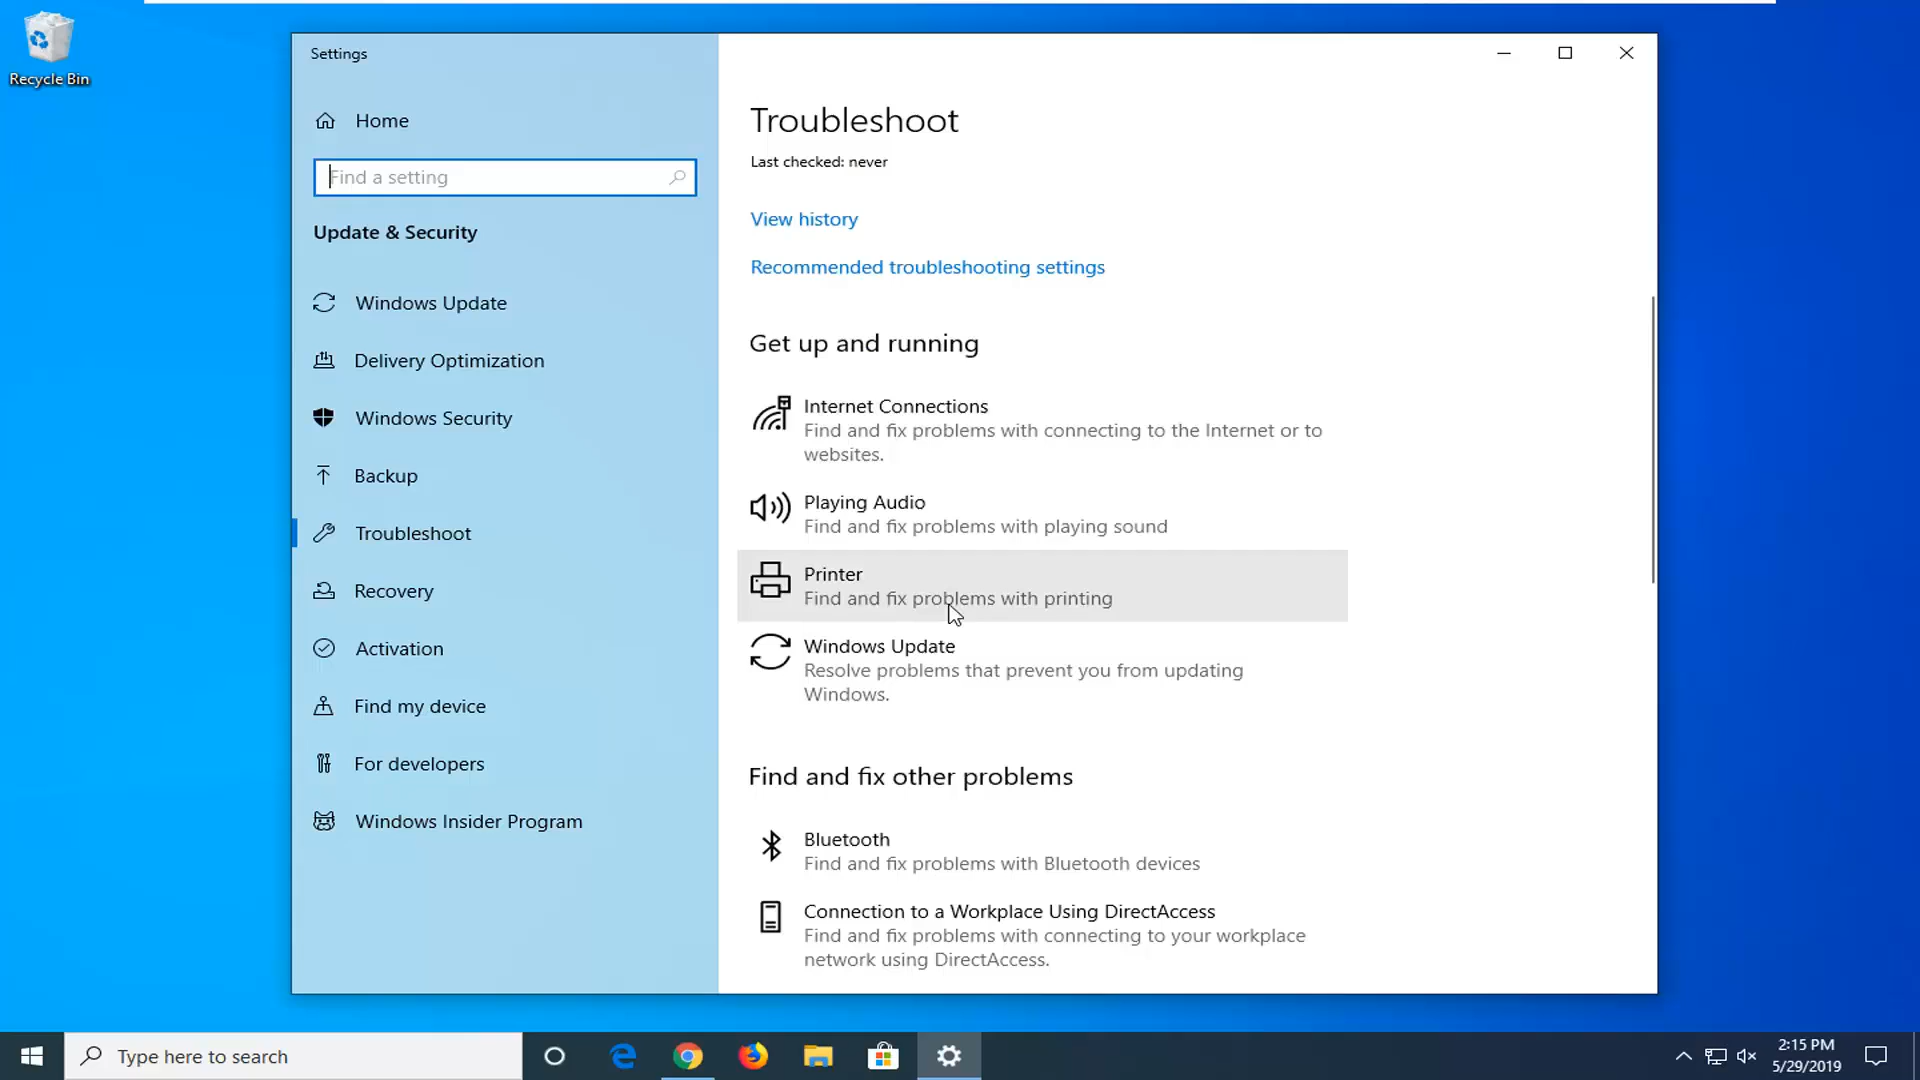 Recycle Bin
Settings
Home
Find a setting
Update & Security
Windows Update
Delivery Optimization
Windows Security
Backup
Troubleshoot
Recovery
Activation
Find my device
For developers
Windows Insider Program
Troubleshoot
Last checked: never
View history
Recommended troubleshooting settings
Get up and running
Internet Connections
Find and fix problems with connecting to the Internet or to
websites.
Playing Audio
Find and fix problems with playing sound
Printer
Find and fix problems with printing
Windows Update
Resolve problems that prevent you from updating
Windows.
Find and fix other problems
Bluetooth
Find and fix problems with Bluetooth devices
Connection to a Workplace Using DirectAccess
Find and fix problems with connecting to your workplace
network using DirectAccess.
Type here to search
2:15 PM
5/29/2019